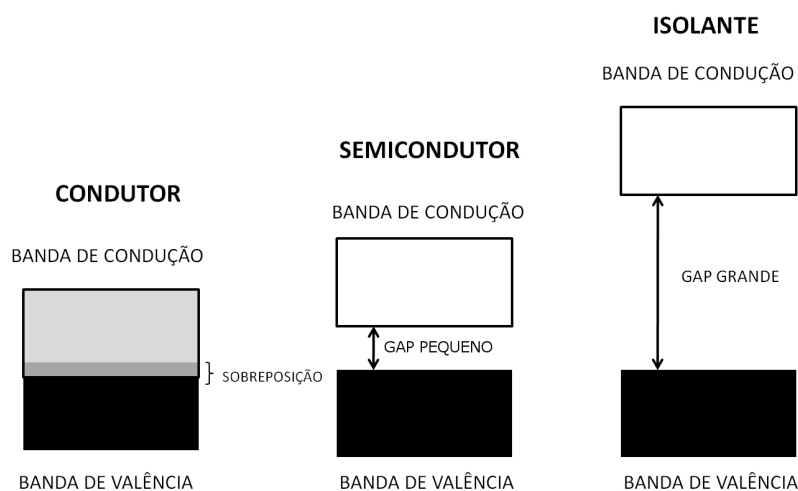 CONDUTOR
BANDA DE CONDUÇÃO
SOBREPOSIÇÃO
BANDA DE VALÊNCIA
SEMICONDUTOR
BANDA DE CONDUÇÃO
GAP PEQUENO
BANDA DE VALÊNCIA
ISOLANTE
BANDA DE CONDUÇÃO
GAP GRANDE
BANDA DE VALÊNCIA